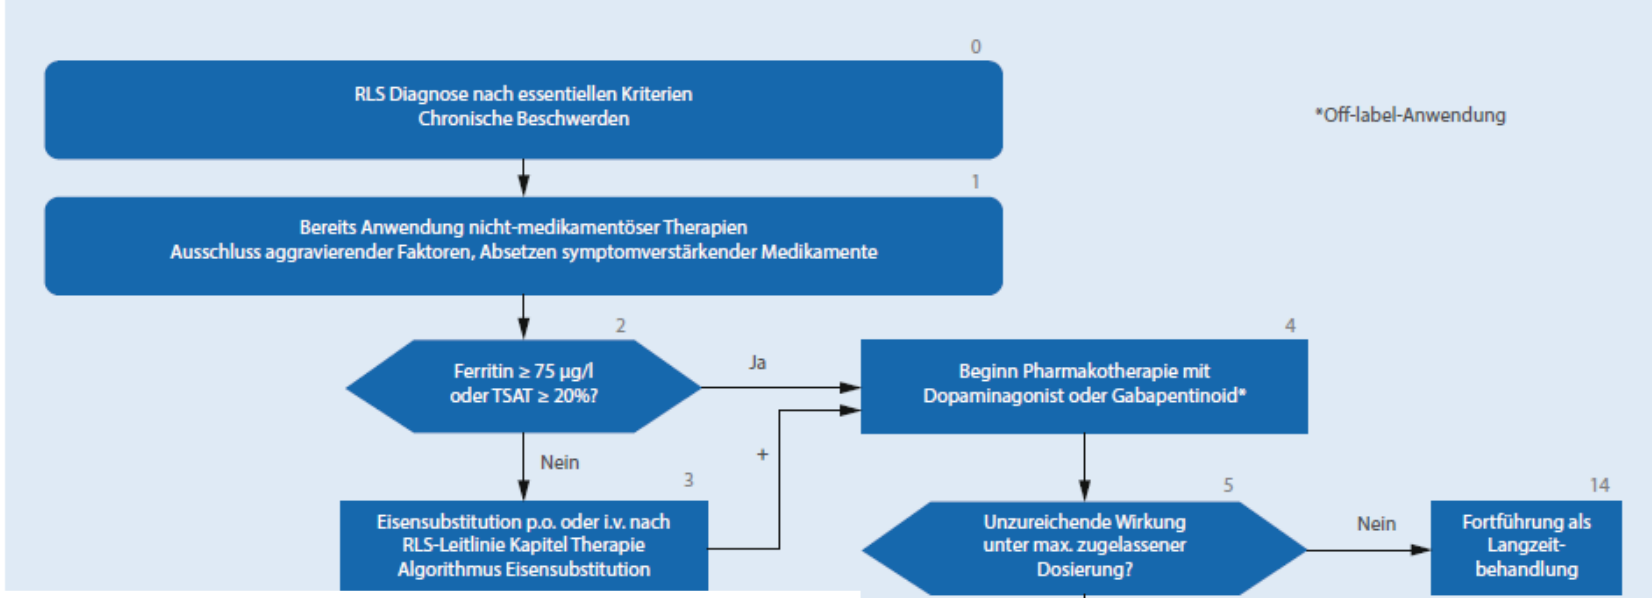 0
RLS Diagnose nach essentiellen Kriterien
Chronische Beschwerden
*Off-label-Anwendung
1
Bereits Anwendung nicht-medikamentöser Therapien
Ausschluss aggravierender Faktoren, Absetzen symptomverstärkender Medikamente
2
Ferritin ≥ 75 µg/l
oder TSAT ≥ 20%?
Ja
4
Beginn Pharmakotherapie mit
Dopaminagonist oder Gabapentinoid*
Nein
+
3
Eisensubstitution p.o. oder i.v. nach
RLS-Leitlinie Kapitel Therapie
Algorithmus Eisensubstitution
5
Unzureichende Wirkung
unter max. zugelassener
Dosierung?
Nein
14
Fortführung als
Langzeit-
behandlung